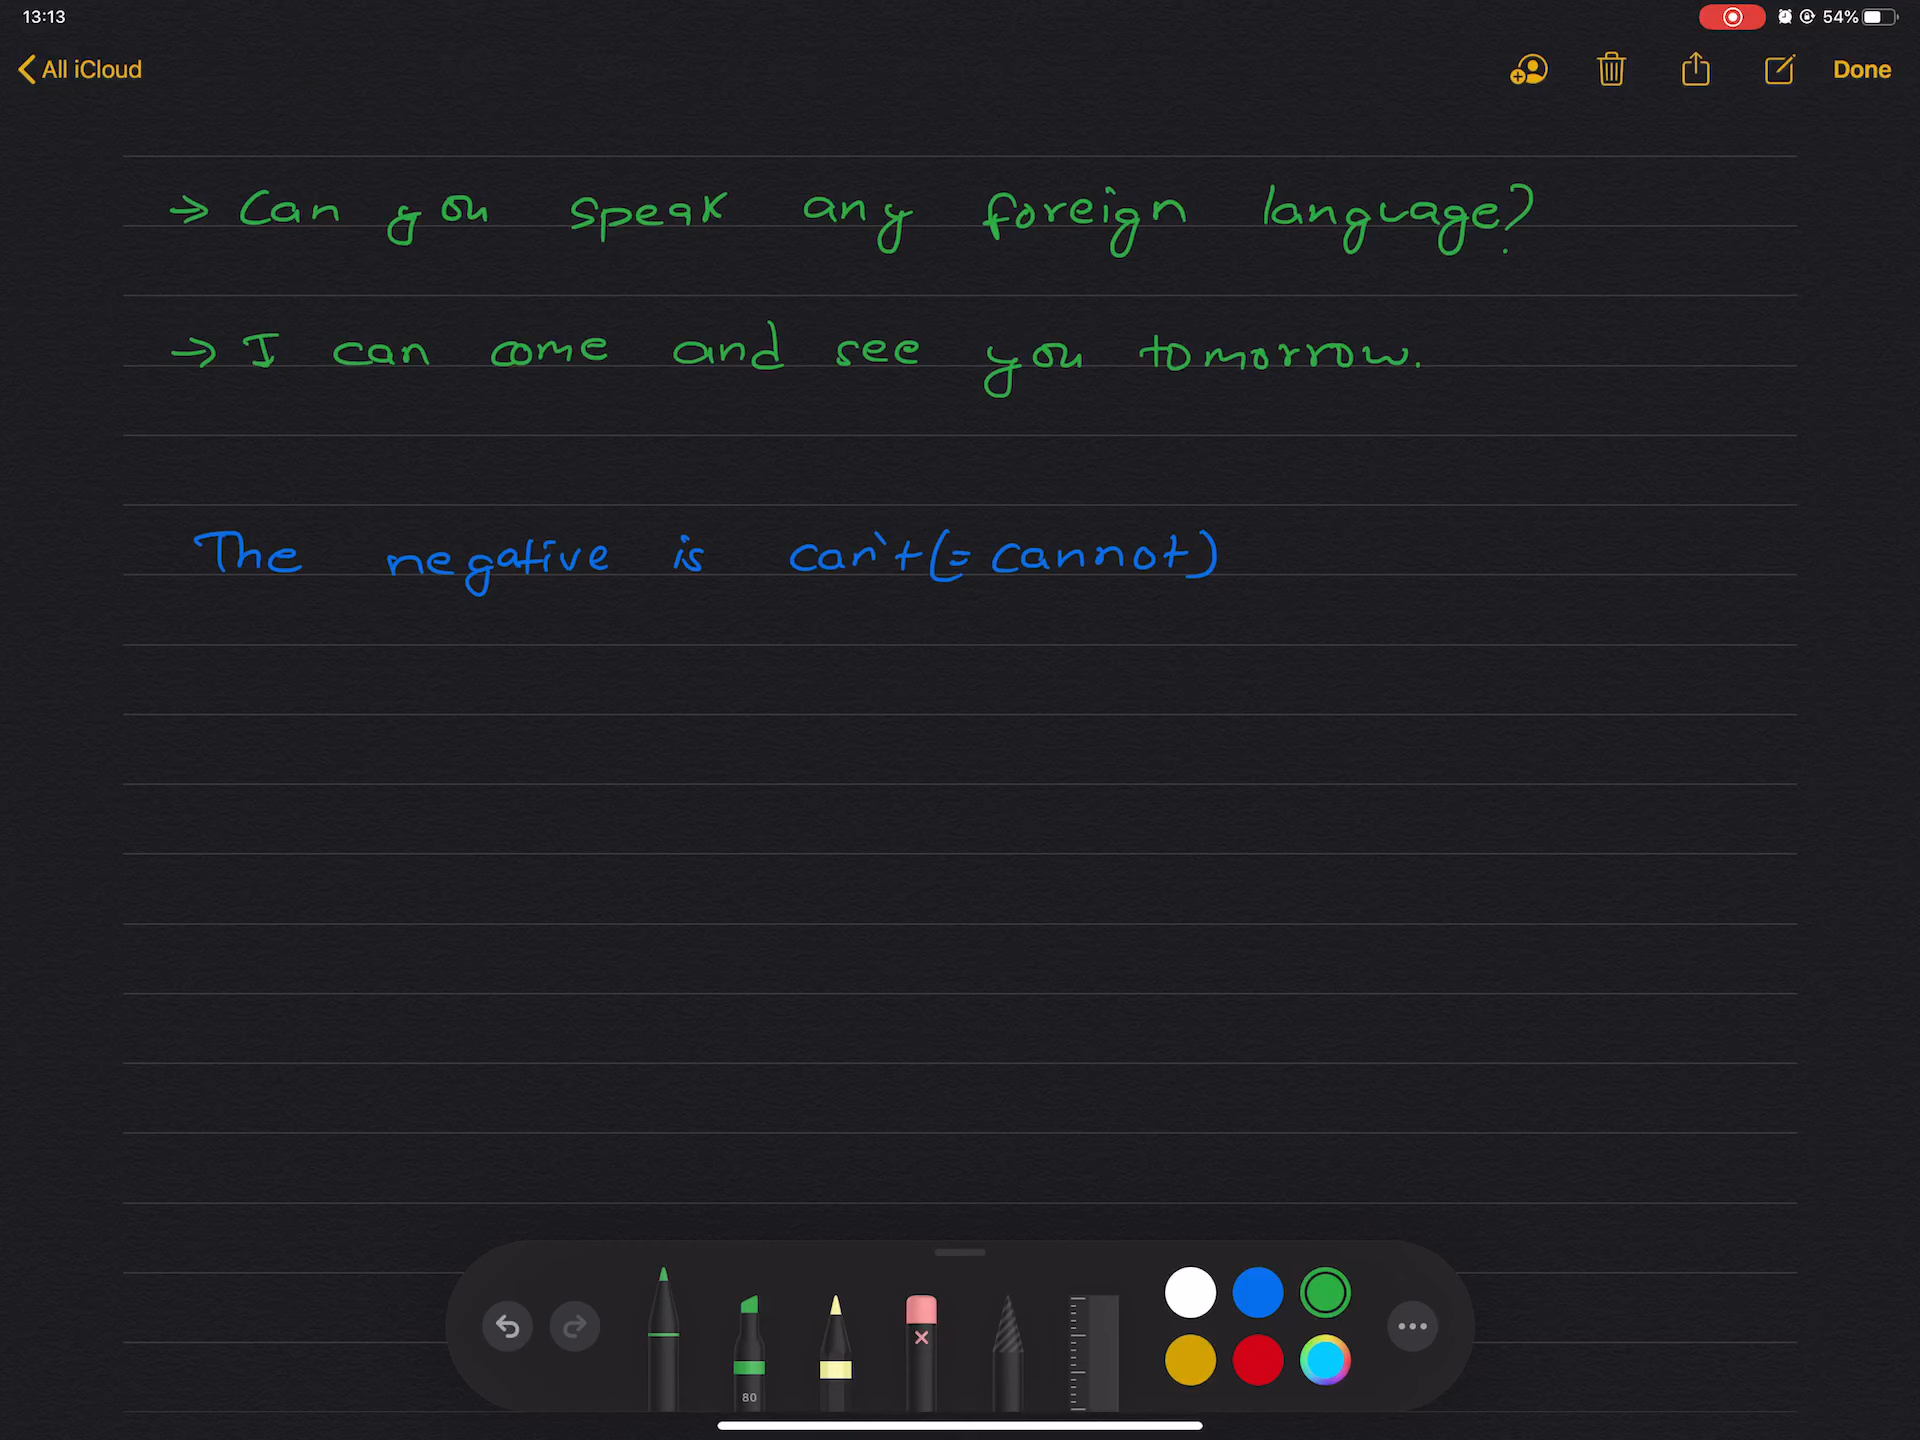 13:13
54%
All iCloud
Done
→ Can you speak any foreign language?
→ I can come and see you tomorrow.
The negative is can't (= cannot)
80